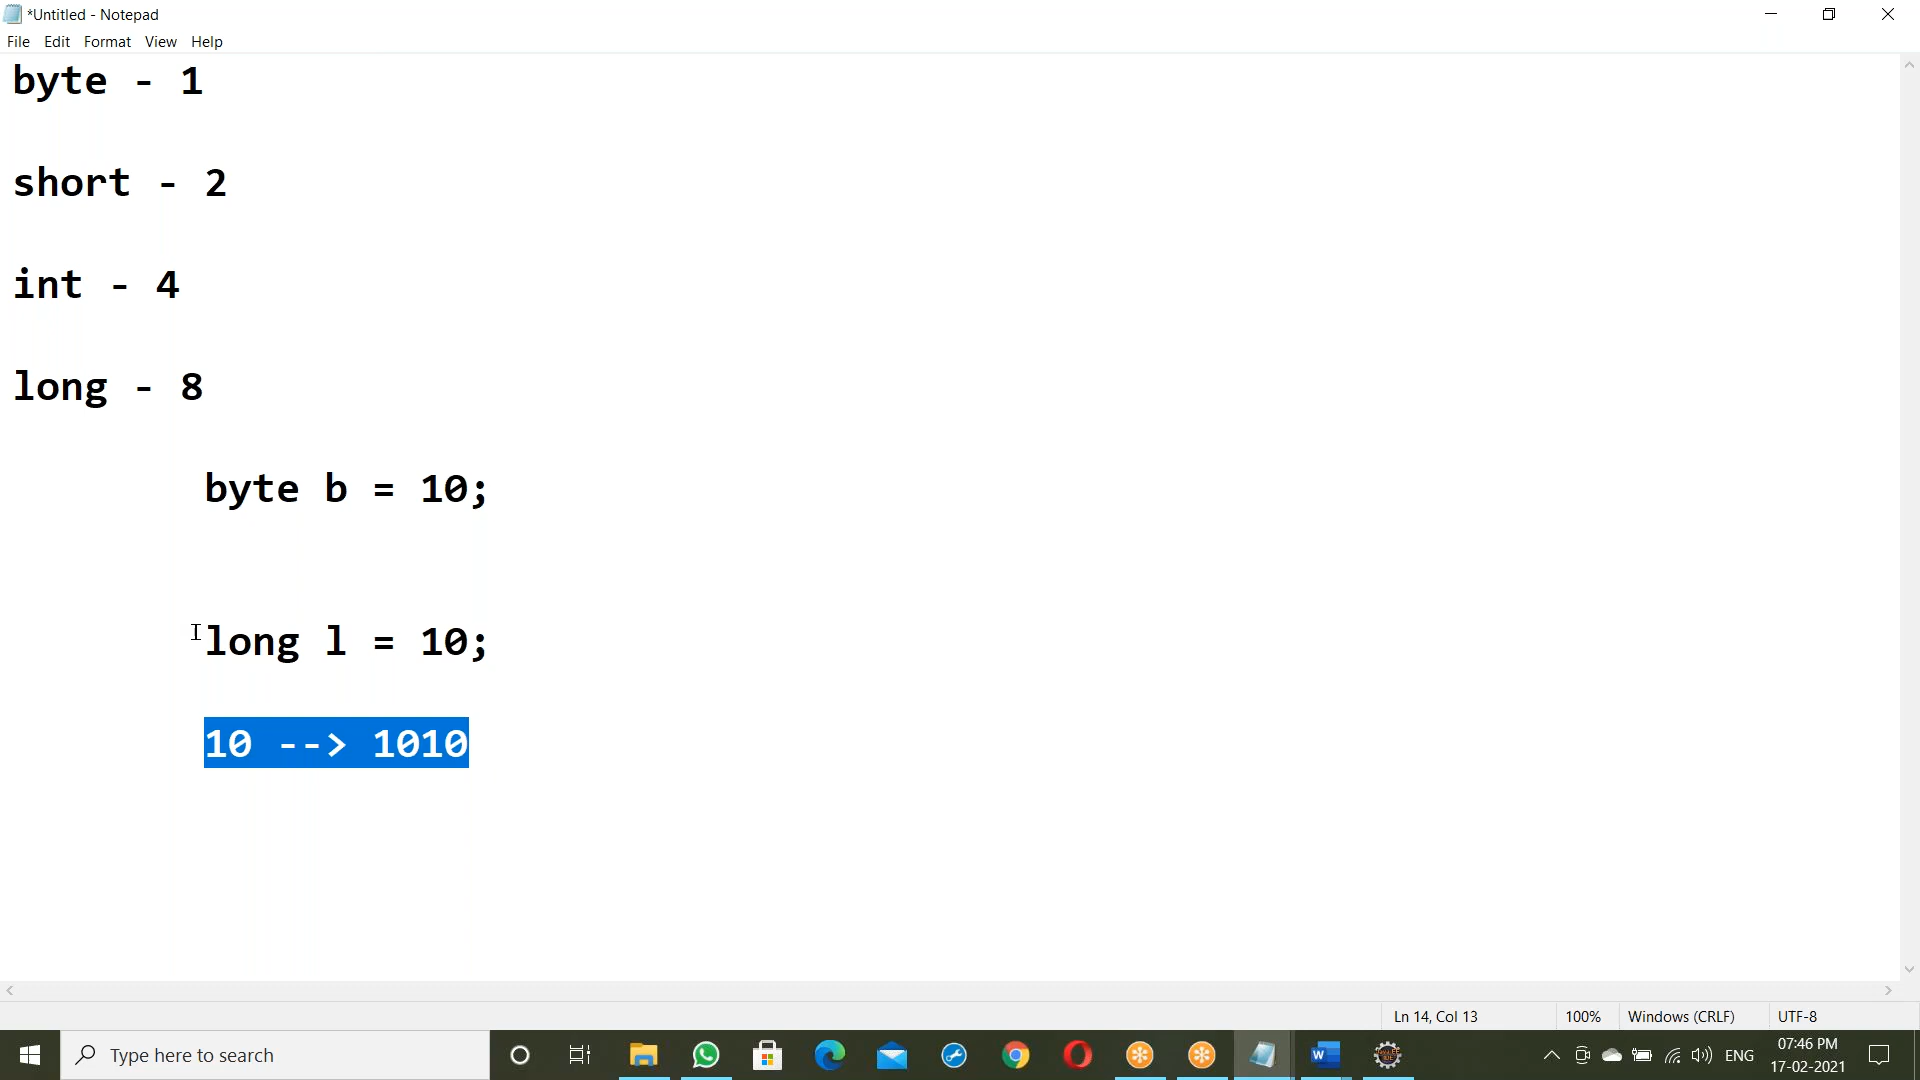 *Untitled - Notepad
File Edit Format View Help
byte - 1
short - 2
int - 4
long - 8
byte b = 10;
long l = 10;
10 --> 1010
Ln 14, Col 13 100% Windows (CRLF) UTF-8
Type here to search
ENG
07:46 PM
17-02-2021